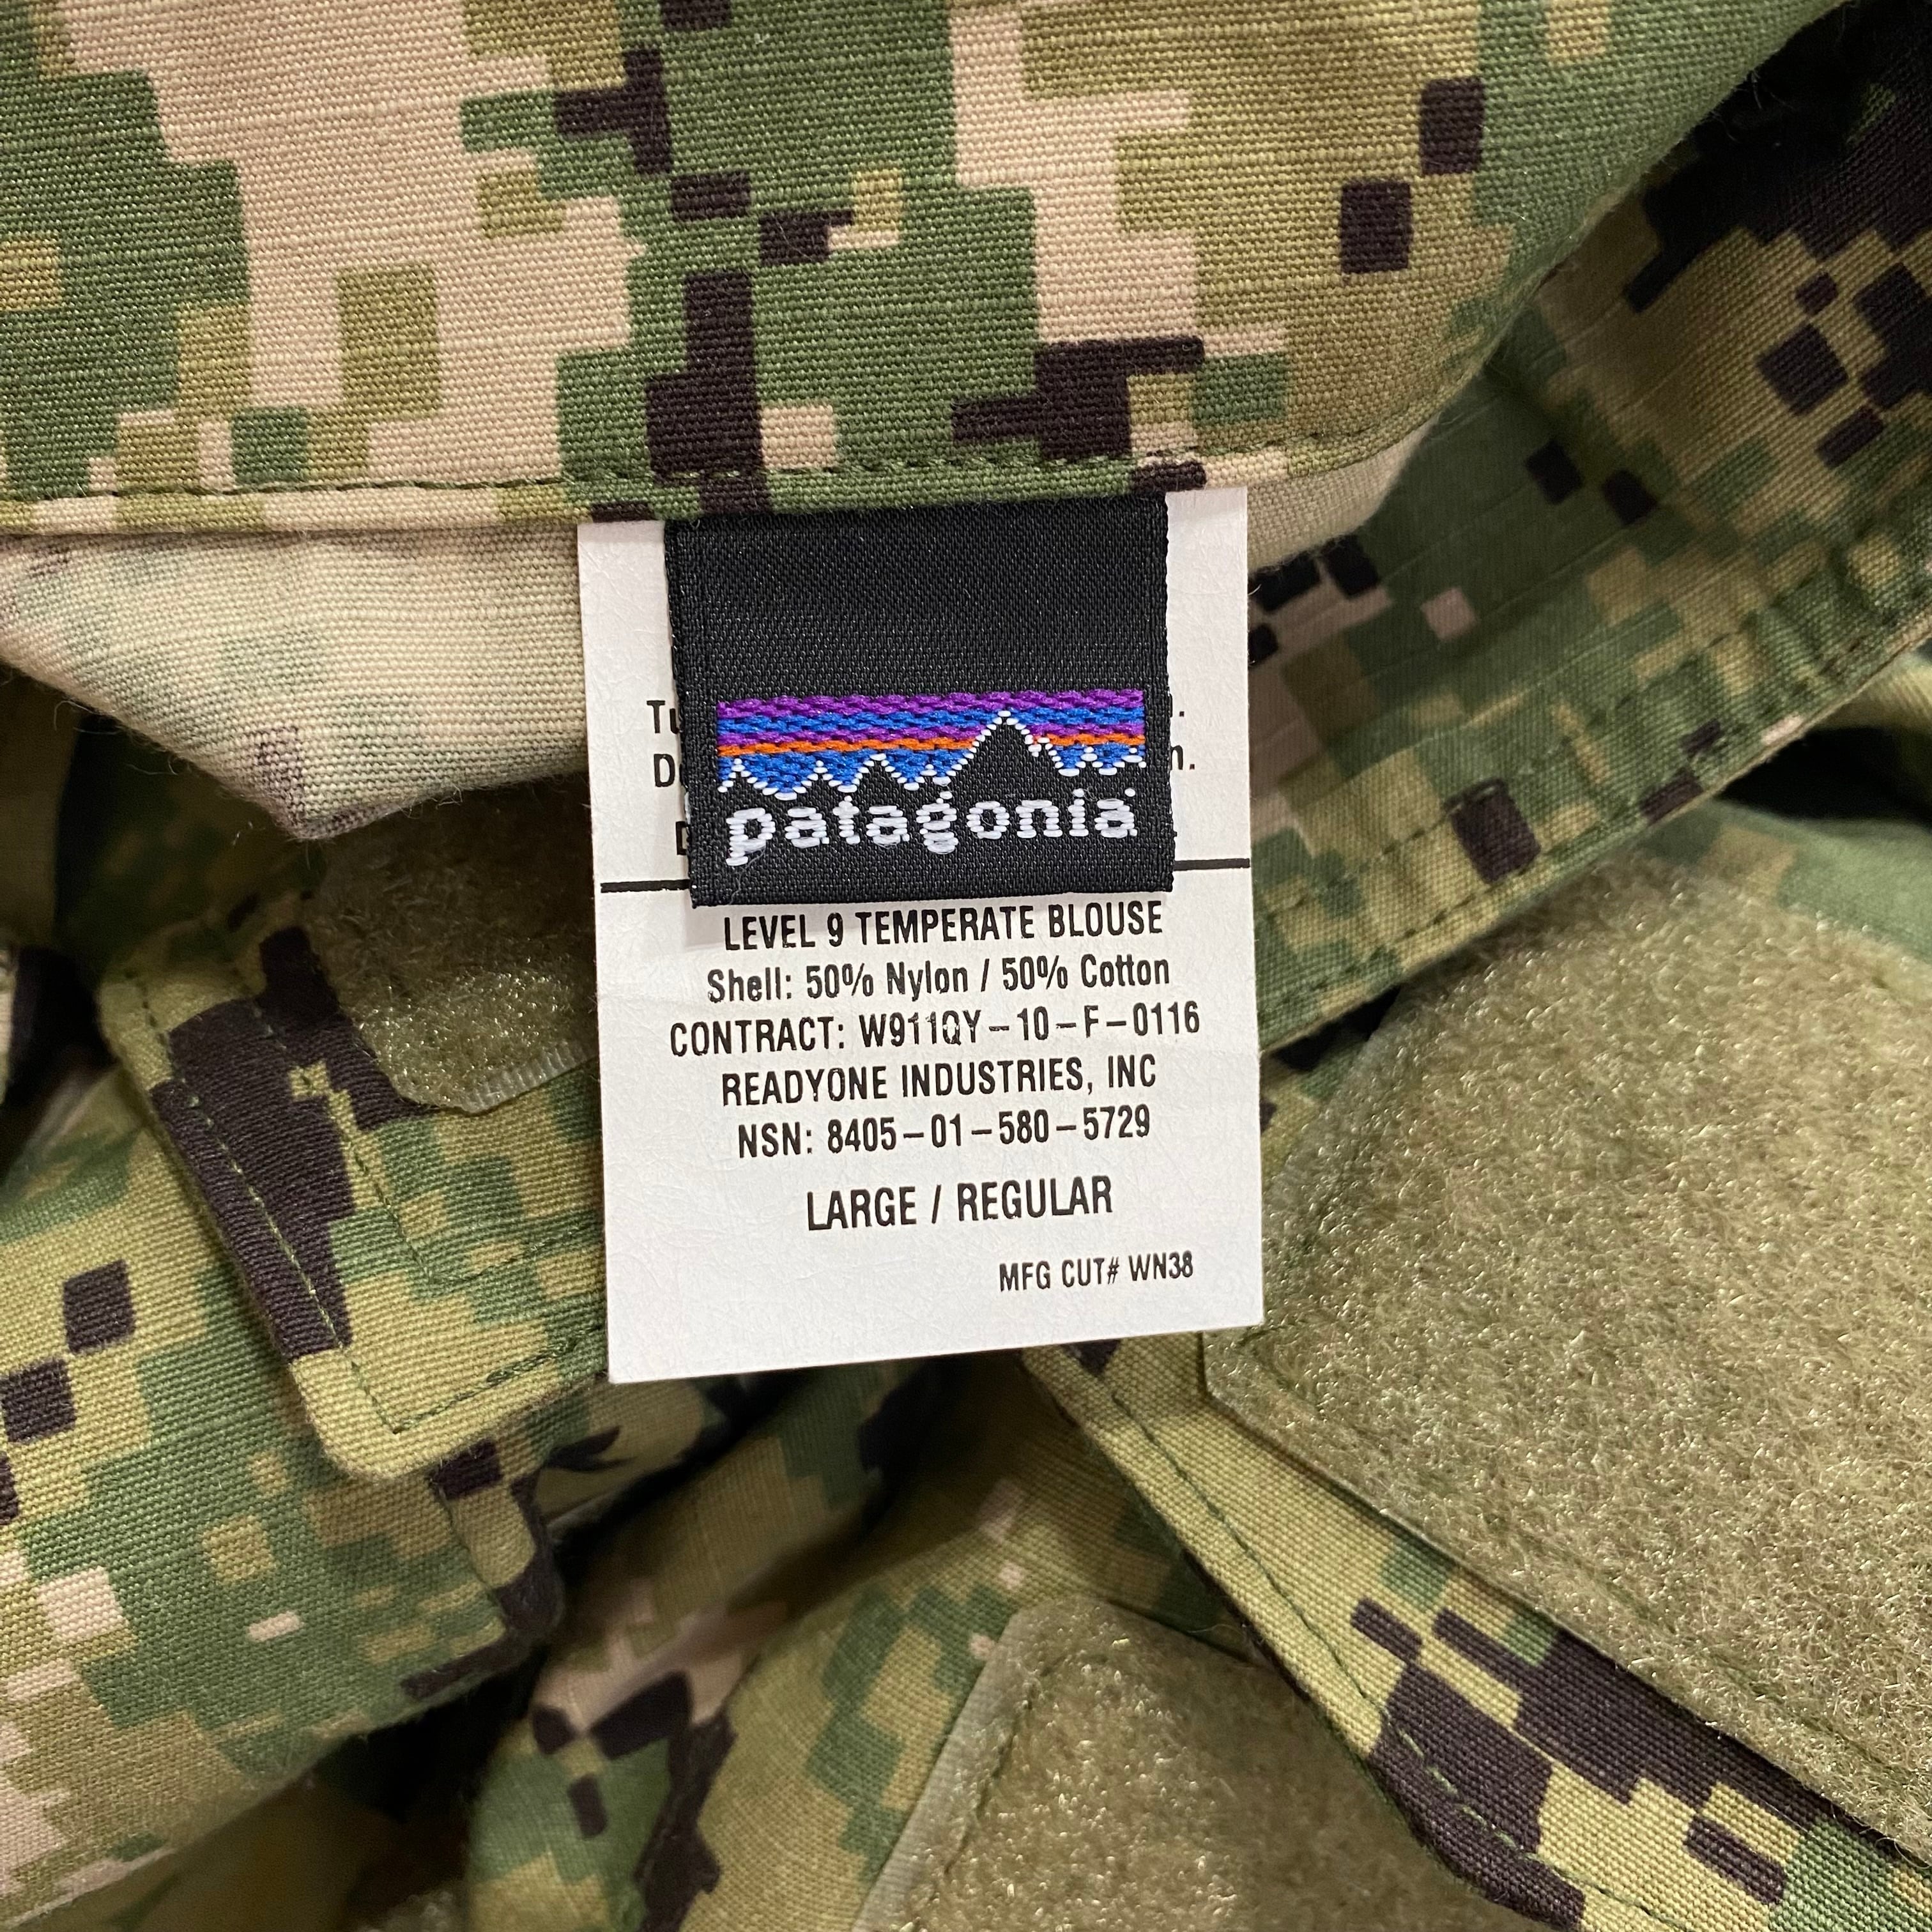 patagonia
LEVEL 9 TEMPERATE BLOUSE
Shell: 50% Nylon / 50% Cotton
CONTRACT: W911QY-10-F-0116
READYONE INDUSTRIES, INC
NSN: 8405-01-580-5729
LARGE / REGULAR
MFG CUT# WN38